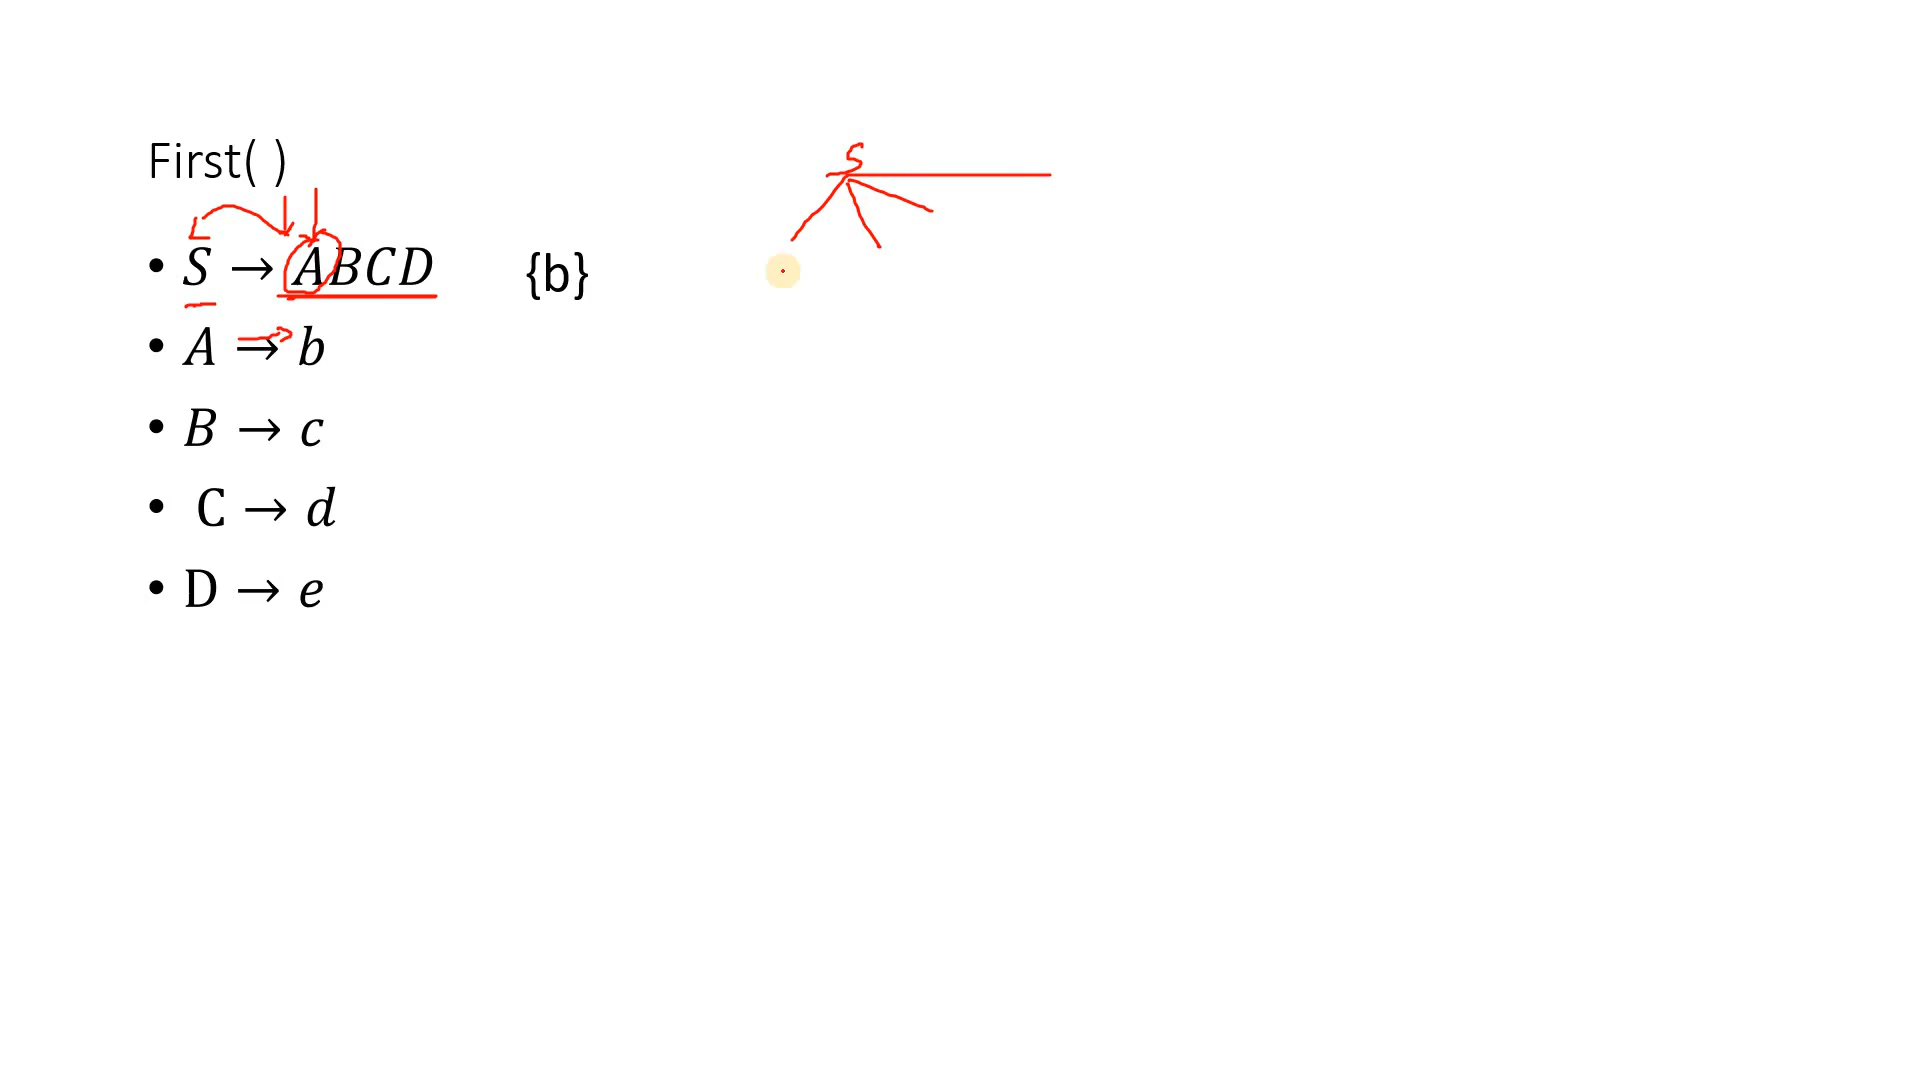 First( )
• S → ABCD {b}
• A → b
• B → c
• C → d
• D → e
S